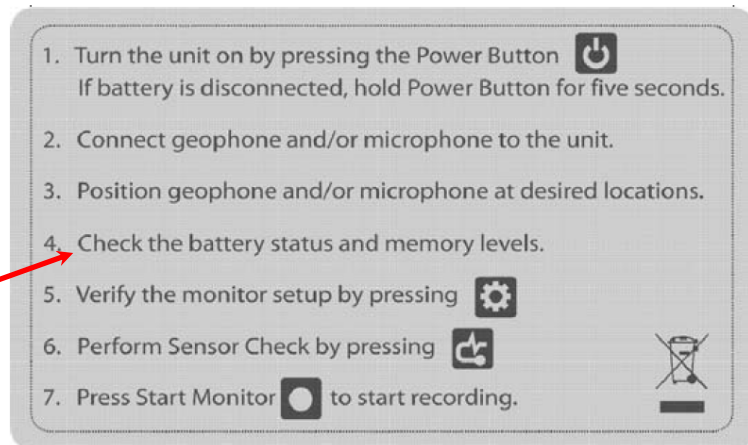 1. Turn the unit on by pressing the Power Button
If battery is disconnected, hold Power Button for five seconds.
2. Connect geophone and/or microphone to the unit.
3. Position geophone and/or microphone at desired locations.
4. Check the battery status and memory levels.
5. Verify the monitor setup by pressing
6. Perform Sensor Check by pressing
7. Press Start Monitor to start recording.